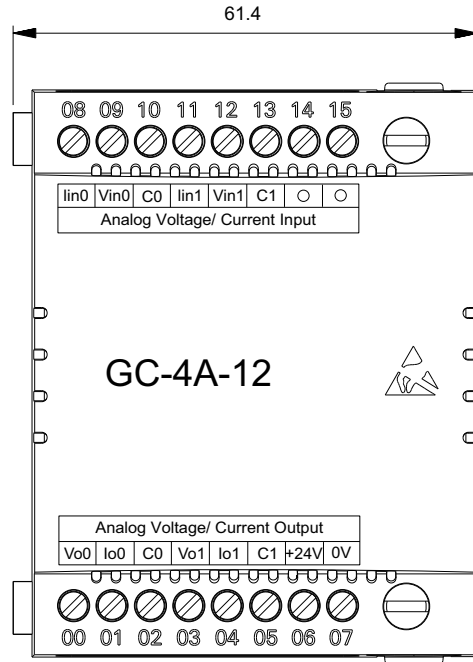 61.4
08 09 10 11 12 13 14 15
Iin0 Vin0 C0 Iin1 Vin1 C1
Analog Voltage/ Current Input
GC-4A-12
Analog Voltage/ Current Output
Vo0 Io0 C0 Vo1 Io1 C1 +24V 0V
00 01 02 03 04 05 06 07